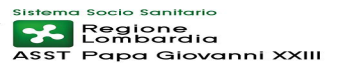 Sistema Socio Sanitario
Regione
Lombardia
ASST Papa Giovanni XXIII